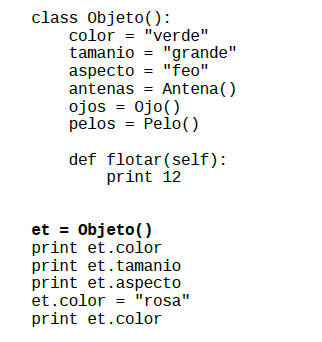 class Objeto():
    color = "verde"
    tamanio = "grande"
    aspecto = "feo"
    antenas = Antena()
    ojos = Ojo()
    pelos = Pelo()

    def flotar(self):
        print 12

et = Objeto()
print et.color
print et.tamanio
print et.aspecto
et.color = "rosa"
print et.color